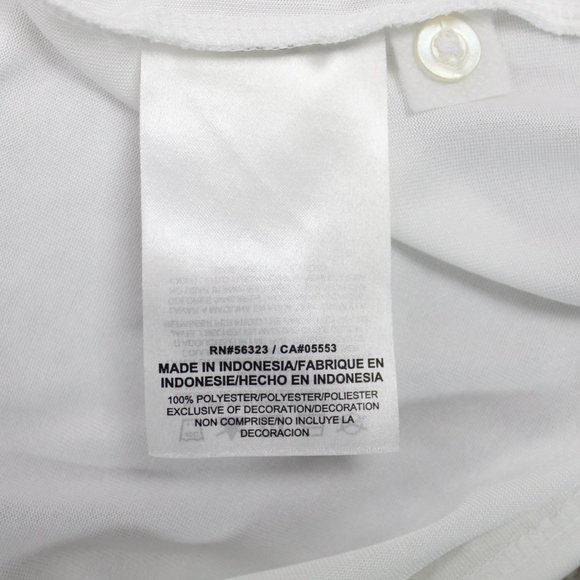 RN#56323 / CA#05553
MADE IN INDONESIA/FABRIQUE EN
INDONESIE/HECHO EN INDONESIA
100% POLYESTER/POLYESTER/POLIESTER
EXCLUSIVE OF DECORATION/DECORATION
NON COMPRISE/NO INCLUYE LA
DECORACION